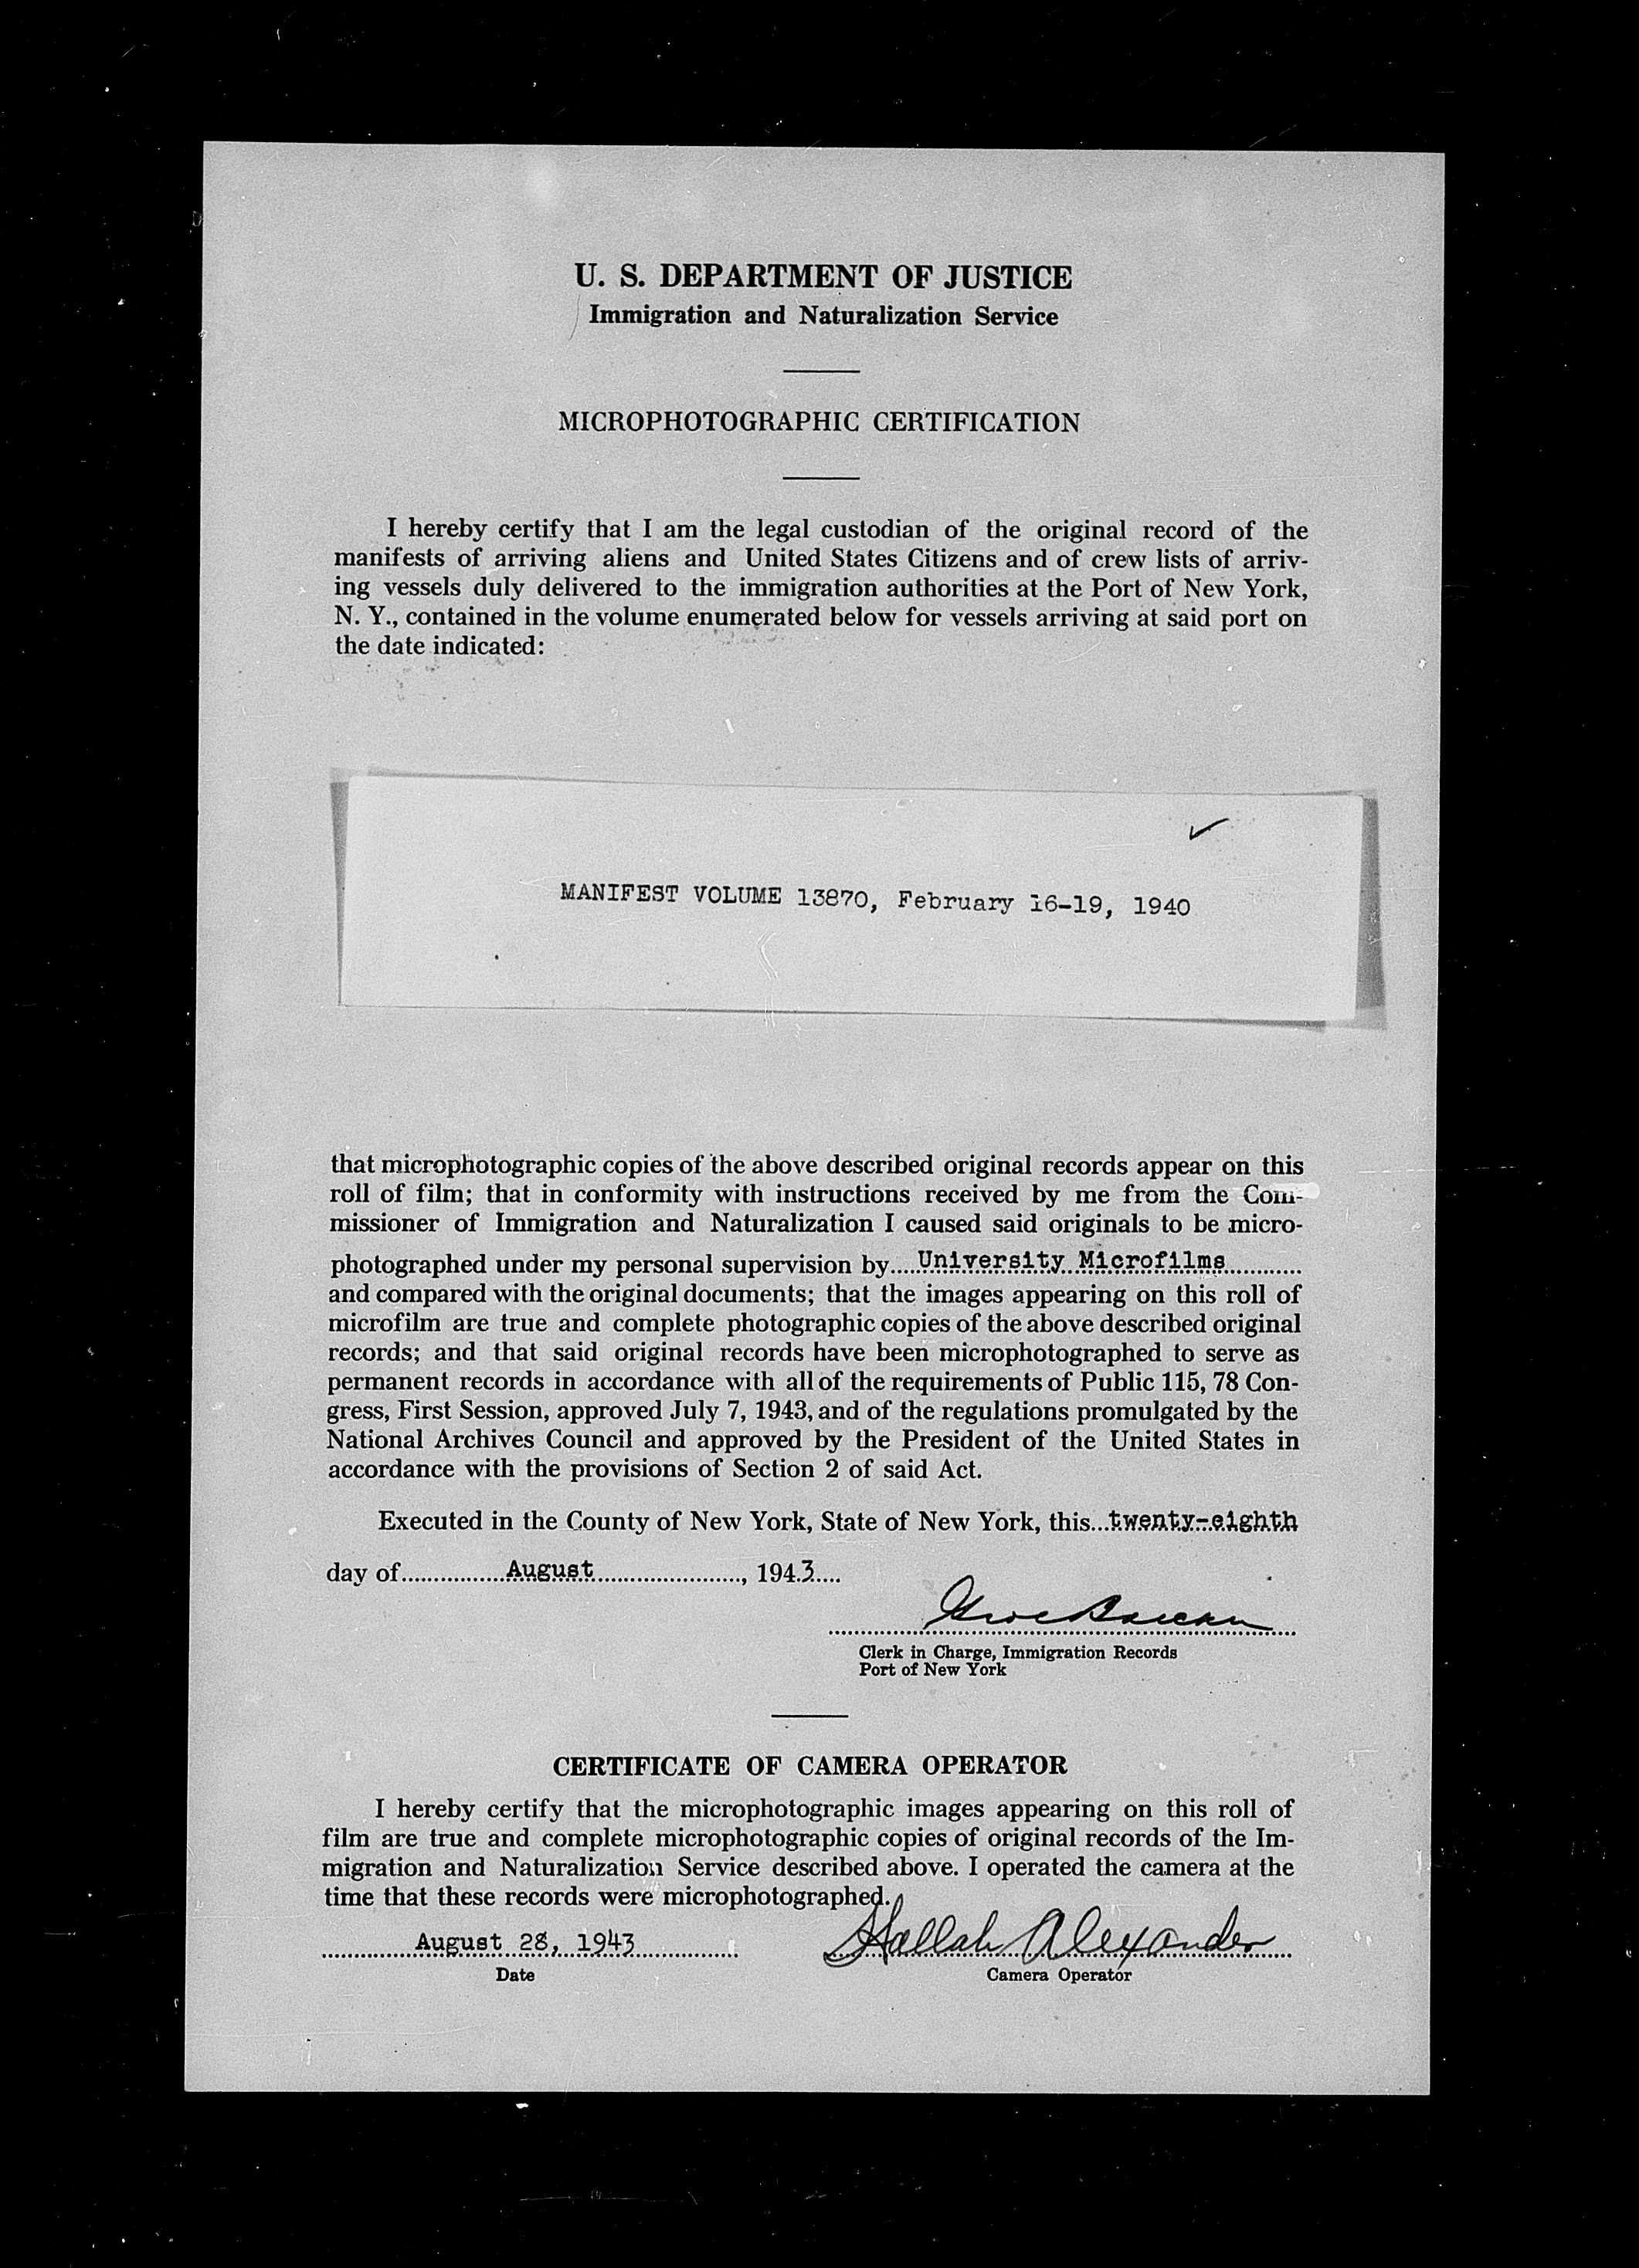 U. S. DEPARTMENT OF JUSTICE
Immigration and Naturalization Service
MICROPHOTOGRAPHIC CERTIFICATION
I hereby certify that I am the legal custodian of the original record of the
manifests of arriving aliens and United States Citizens and of crew lists of arriv-
ing vessels duly delivered to the immigration authorities at the Port of New York,
N. Y., contained in the volume enumerated below for vessels arriving at said port on
the date indicated:
MANIFEST VOLUME 13870, February 16-19, 1940
that microphotographic copies of the above described original records appear on this
roll of film; that in conformity with instructions received by me from the Com-
missioner of Immigration and Naturalization I caused said originals to be micro-
photographed under my personal supervision by.....University Microfilms............
and compared with the original documents; that the images appearing on this roll of
microfilm are true and complete photographic copies of the above described original
records; and that said original records have been microphotographed to serve as
permanent records in accordance with all of the requirements of Public 115, 78 Con-
gress, First Session, approved July 7, 1943, and of the regulations promulgated by the
National Archives Council and approved by the President of the United States in
accordance with the provisions of Section 2 of said Act.
Executed in the County of New York, State of New York, this...twenty-eighth
day of................August......................, 1943....
Clerk in Charge, Immigration Records
Port of New York
CERTIFICATE OF CAMERA OPERATOR
I hereby certify that the microphotographic images appearing on this roll of
film are true and complete microphotographic copies of original records of the Im-
migration and Naturalization Service described above. I operated the camera at the
time that these records were microphotographed.
August 28, 1943 Hallah Alexander
Date Camera Operator